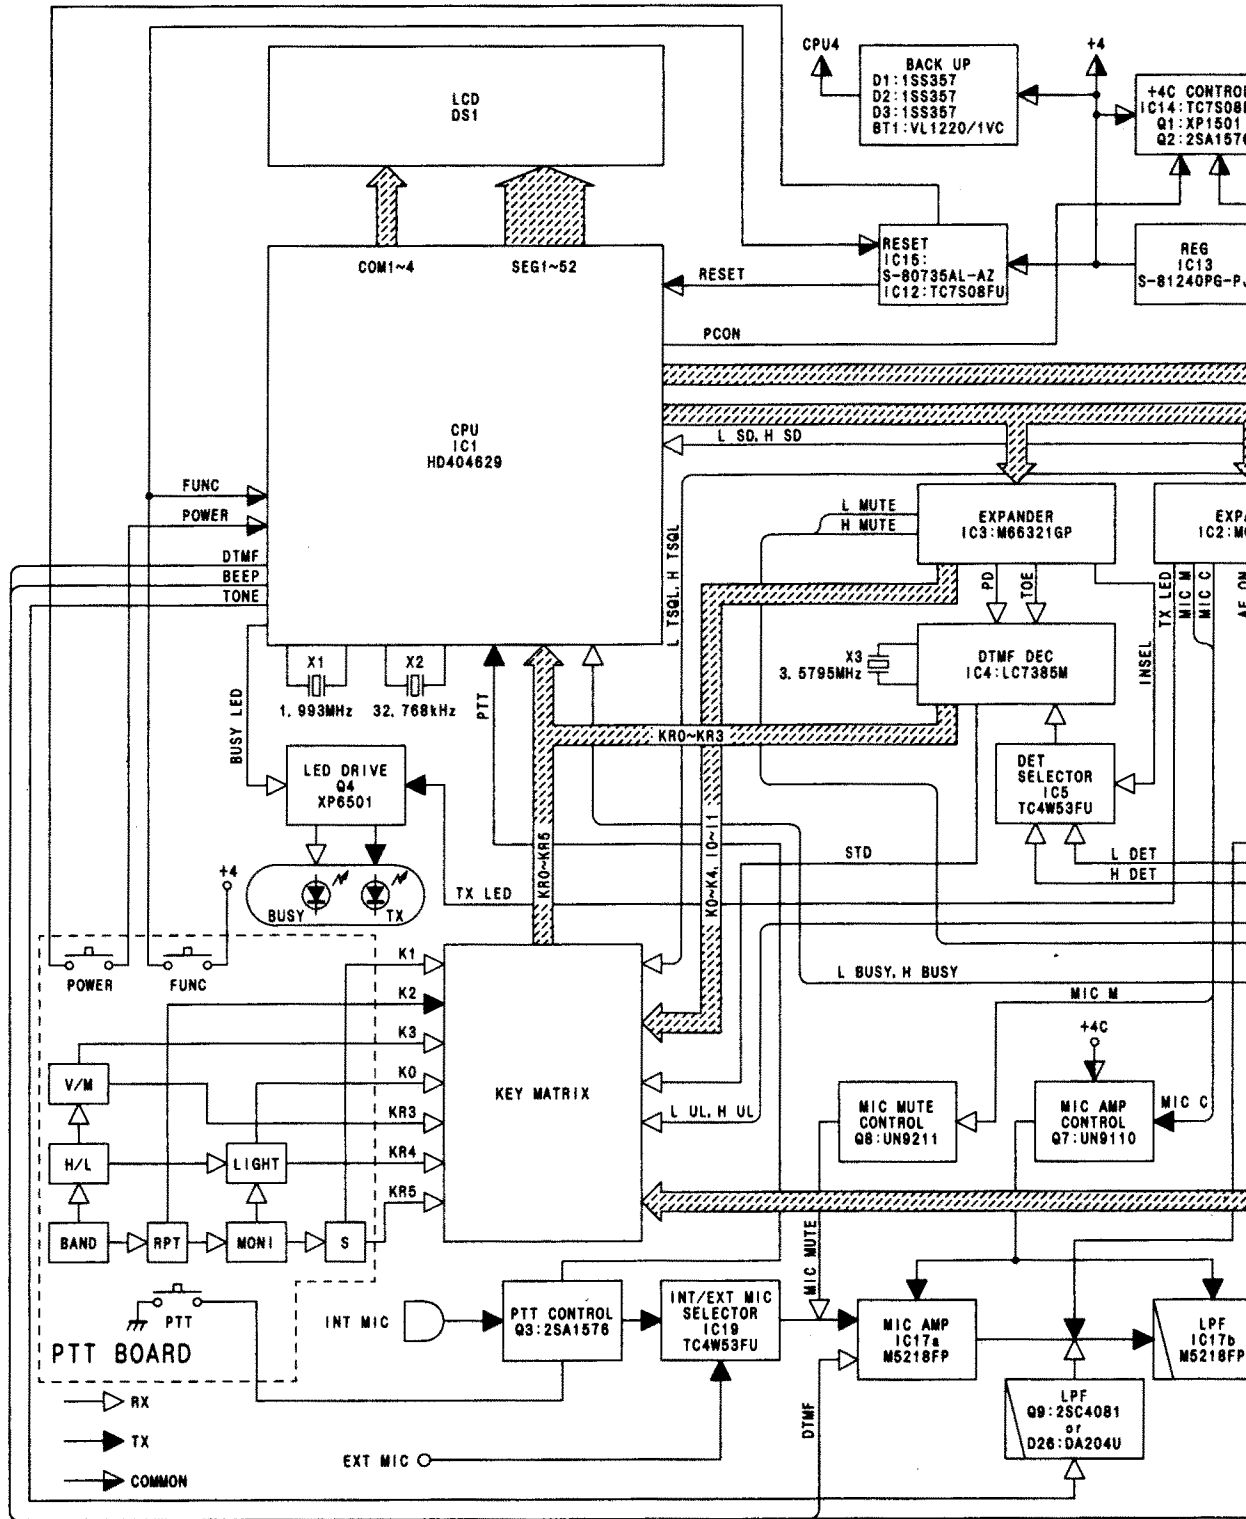 CPU4
+4
LCD
DS1
BACK UP
D1:1SS357
D2:1SS357
D3:1SS357
BT1:VL1220/1VC
+4C CONTROL
IC14:TC7S08
Q1:XP1501
Q2:2SA1576
COM1~4
SEG1~52
RESET
IC15:
S-80735AL-AZ
IC12:TC7S08FU
REG
IC13
S-81240PG-PJ
RESET
PCON
CPU
IC1
HD404629
L SD, H SD
FUNC
POWER
DTMF
BEEP
TONE
L TSQL, H TSQL
L MUTE
H MUTE
EXPANDER
IC3:M66321GP
EXPA
IC2:M
PD
TOE
INSEL
TX LED
MIC M
MIC C
AF ON
X1
1.993MHz
X2
32.768kHz
PTT
X3
3.5795MHz
DTMF DEC
IC4:LC7385M
BUSY LED
KR0~KR3
LED DRIVE
Q4
XP6501
DET
SELECTOR
IC5
TC4W53FU
KR0~KR5
K0~K4, I0~I1
STD
L DET
H DET
+4
BUSY
TX
TX LED
POWER
FUNC
K1
K2
K3
K0
KR3
KR4
KR5
KEY MATRIX
L BUSY, H BUSY
MIC M
+4C
L UL, H UL
MIC MUTE
CONTROL
Q8:UN9211
MIC AMP
CONTROL
Q7:UN9110
MIC C
V/M
H/L
LIGHT
BAND
RPT
MONI
S
MIC MUTE
PTT
PTT BOARD
INT MIC
PTT CONTROL
Q3:2SA1576
INT/EXT MIC
SELECTOR
IC19
TC4W53FU
MIC AMP
IC17a
M5218FP
LPF
IC17b
M5218FP
DTMF
LPF
Q9:2SC4081
or
D26:DA204U
EXT MIC
RX
TX
COMMON